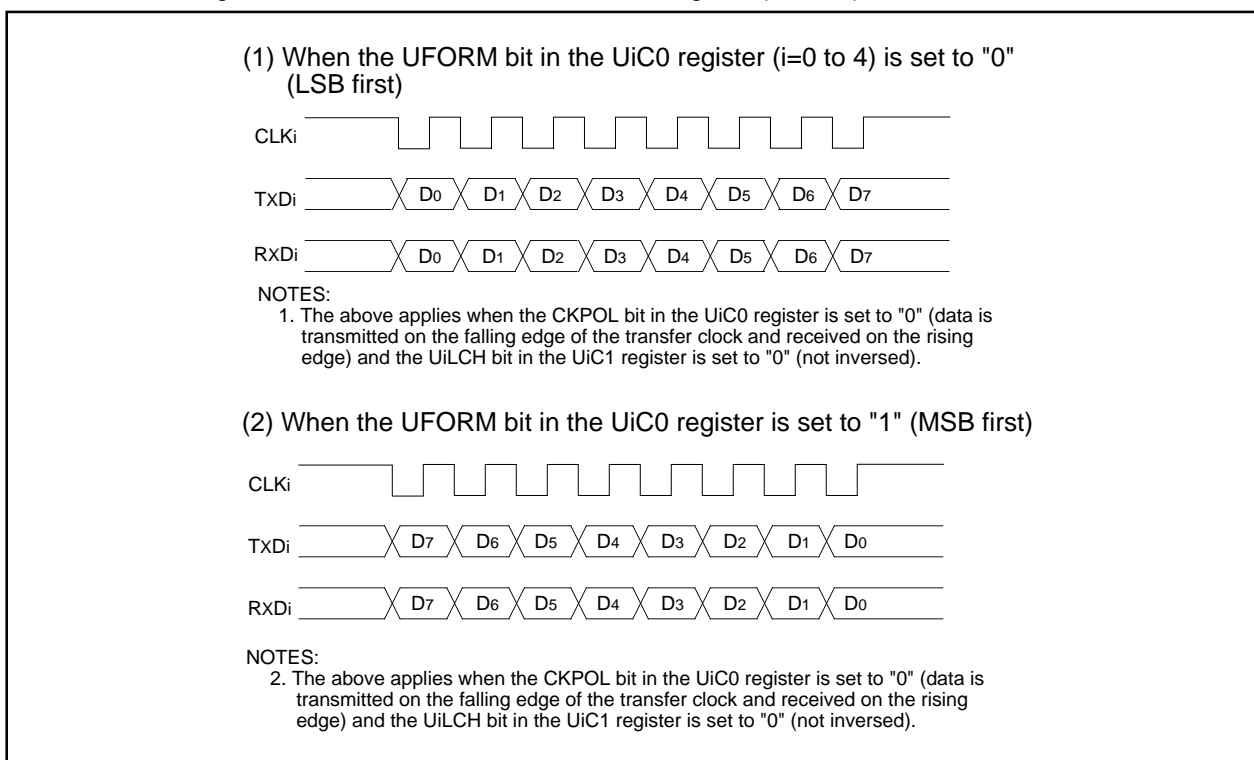 (1) When the UFORM bit in the UiC0 register (i=0 to 4) is set to "0"
(LSB first)
CLKi
TXDi D0 D1 D2 D3 D4 D5 D6 D7
RXDi D0 D1 D2 D3 D4 D5 D6 D7
NOTES:
1. The above applies when the CKPOL bit in the UiC0 register is set to "0" (data is
transmitted on the falling edge of the transfer clock and received on the rising
edge) and the UiLCH bit in the UiC1 register is set to "0" (not inversed).
(2) When the UFORM bit in the UiC0 register is set to "1" (MSB first)
CLKi
TXDi D7 D6 D5 D4 D3 D2 D1 D0
RXDi D7 D6 D5 D4 D3 D2 D1 D0
NOTES:
2. The above applies when the CKPOL bit in the UiC0 register is set to "0" (data is
transmitted on the falling edge of the transfer clock and received on the rising
edge) and the UiLCH bit in the UiC1 register is set to "0" (not inversed).